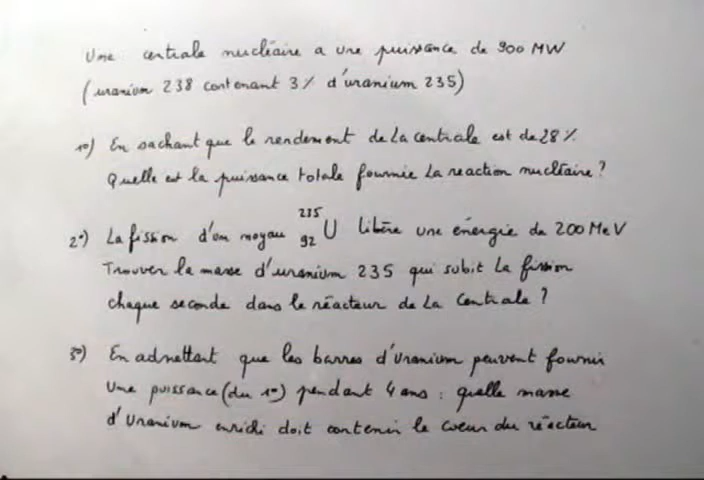 Une centrale nucléaire a une puissance de 900 MW
(uranium 238 contenant 3% d'uranium 235)
1°) En sachant que le rendement de La centrale est de 28%.
Quelle est la puissance totale fournie La reaction nucléaire ?
2°) La fission d'un noyau ²³⁵₉₂U libère une énergie de 200 MeV
Trouver la masse d'uranium 235 qui subit La fission
chaque seconde dans le réacteur de La Centrale ?
3°) En admettant que les barres d'Uranium peuvent fournir
Une puissance (du 1°) pendant 4 ans : quelle masse
d'Uranium enrichi doit contenir le coeur du réacteur